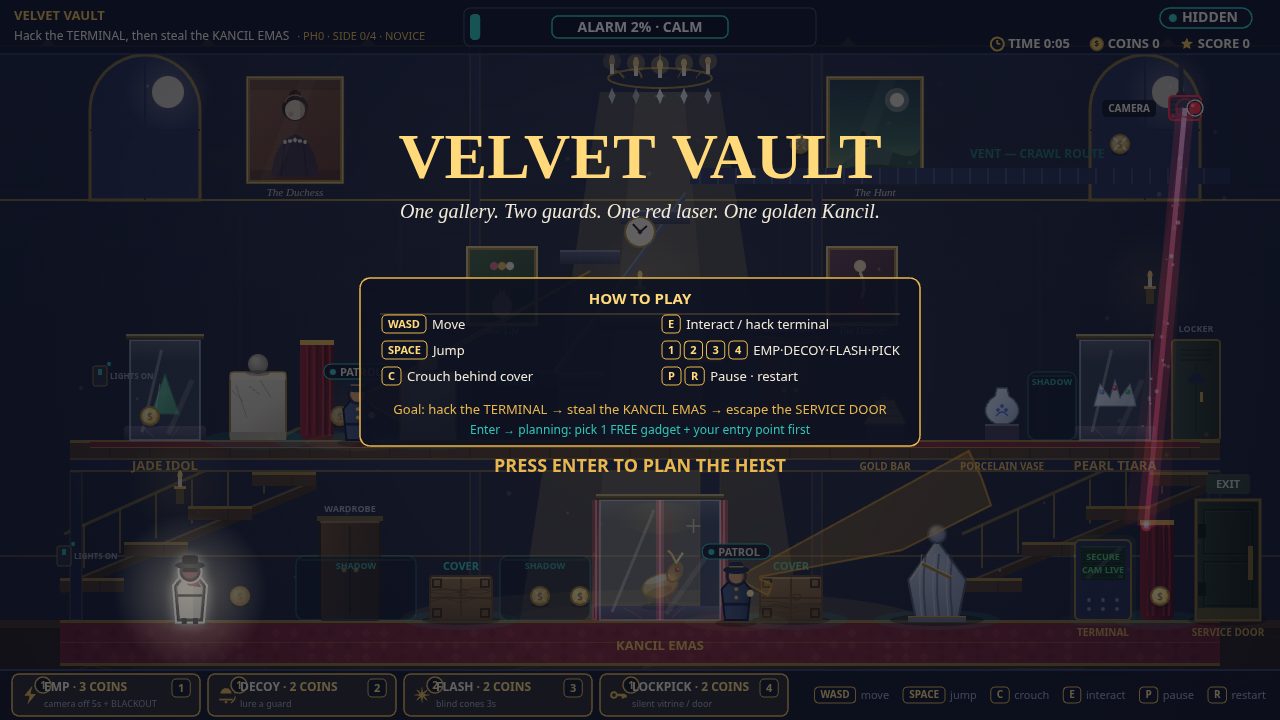 VELVET VAULT
Hack the TERMINAL, then steal the KANCIL EMAS · PH0 · SIDE 0/4 · NOVICE
ALARM 2% · CALM
HIDDEN
TIME 0:05 COINS 0 SCORE 0
CAMERA
VENT — CRAWL ROUTE
The Duchess
The Hunt
VELVET VAULT
One gallery. Two guards. One red laser. One golden Kancil.
HOW TO PLAY
WASD Move
E Interact / hack terminal
SPACE Jump
1 2 3 4 EMP·DECOY·FLASH·PICK
C Crouch behind cover
P R Pause · restart
Goal: hack the TERMINAL → steal the KANCIL EMAS → escape the SERVICE DOOR
Enter → planning: pick 1 FREE gadget + your entry point first
PRESS ENTER TO PLAN THE HEIST
LOCKER
LIGHTS ON
SHADOW
JADE IDOL
GOLD BAR
PORCELAIN VASE
PEARL TIARA
EXIT
WARDROBE
LIGHTS ON
SHADOW
COVER
SHADOW
PATROL
COVER
SECURE
CAM LIVE
KANCIL EMAS
TERMINAL
SERVICE DOOR
EMP · 3 COINS 1
camera off 5s + BLACKOUT
DECOY · 2 COINS 2
lure a guard
FLASH · 2 COINS 3
blind cones 3s
LOCKPICK · 2 COINS 4
silent vitrine / door
WASD move SPACE jump C crouch E interact P pause R restart